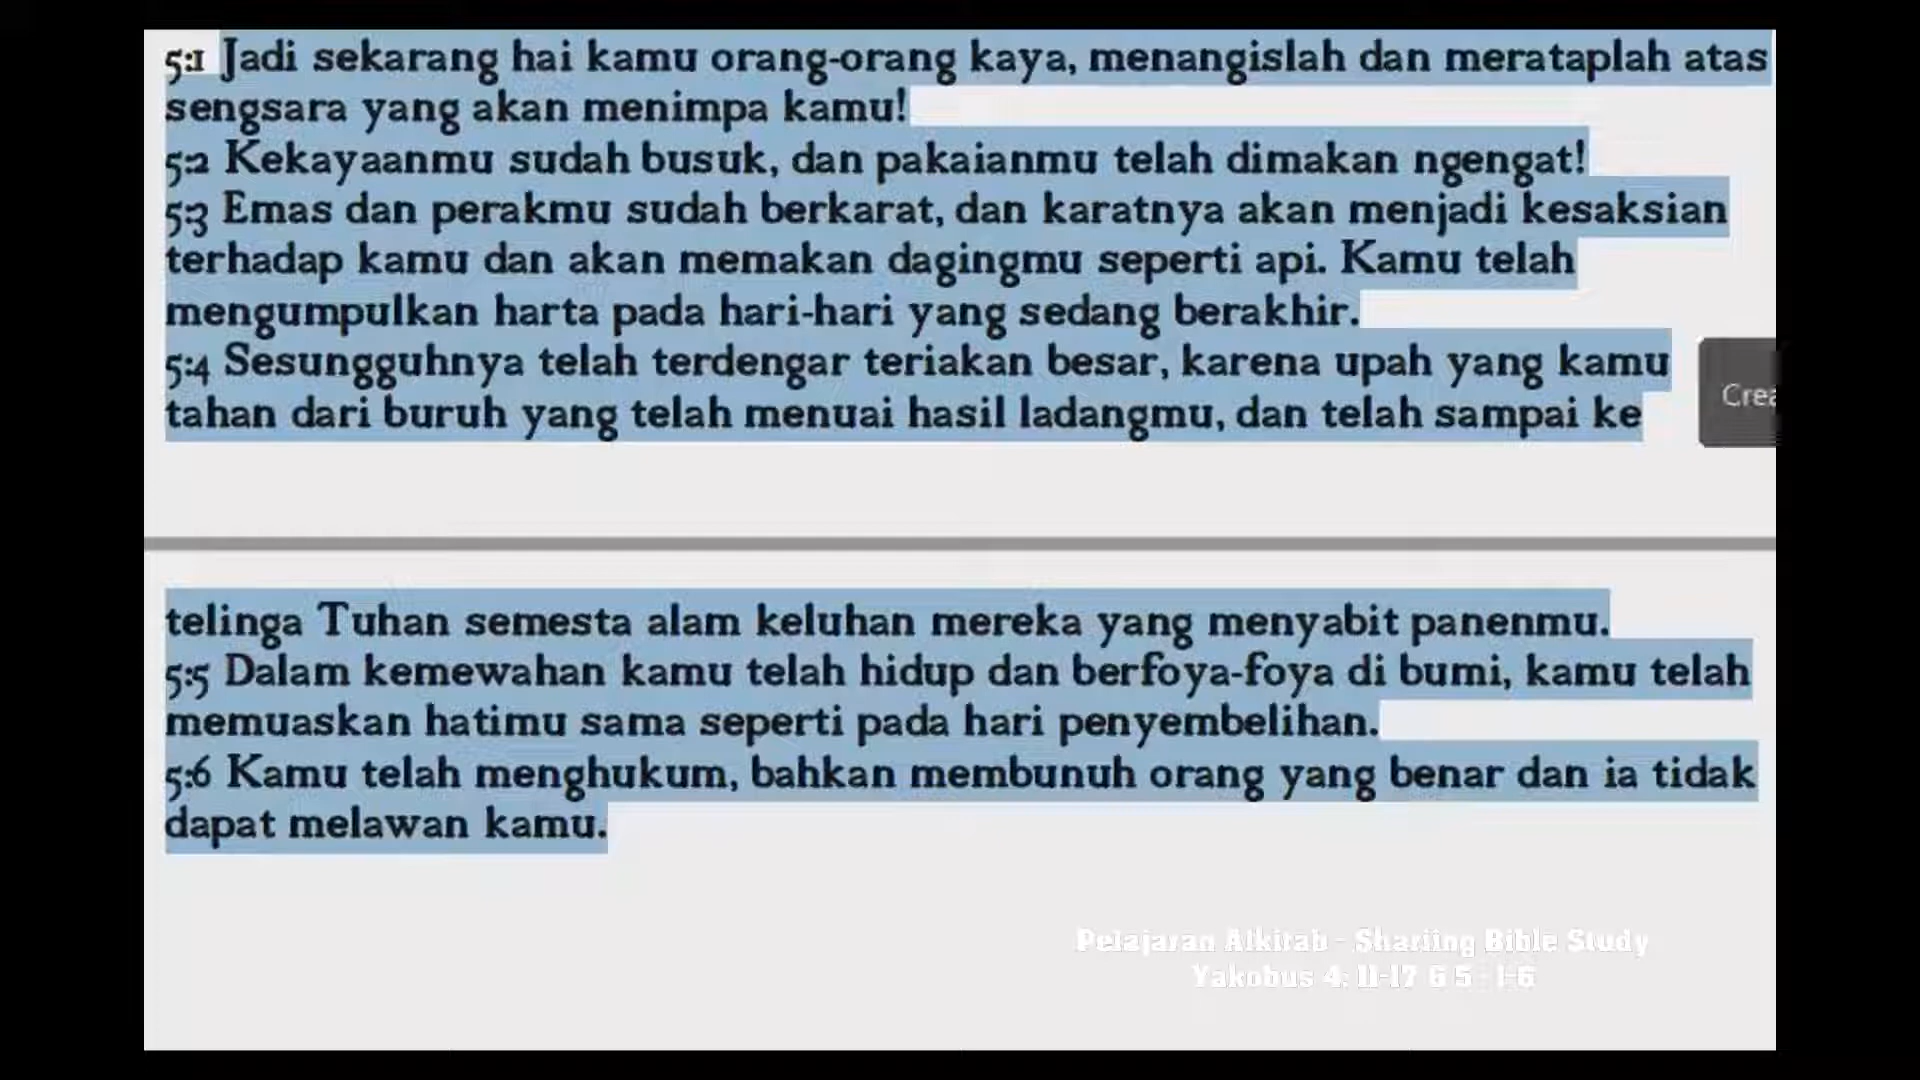 5:1 Jadi sekarang hai kamu orang-orang kaya, menangislah dan merataplah atas
sengsara yang akan menimpa kamu!
5:2 Kekayaanmu sudah busuk, dan pakaianmu telah dimakan ngengat!
5:3 Emas dan perakmu sudah berkarat, dan karatnya akan menjadi kesaksian
terhadap kamu dan akan memakan dagingmu seperti api. Kamu telah
mengumpulkan harta pada hari-hari yang sedang berakhir.
5:4 Sesungguhnya telah terdengar teriakan besar, karena upah yang kamu
tahan dari buruh yang telah menuai hasil ladangmu, dan telah sampai ke
Crea
telinga Tuhan semesta alam keluhan mereka yang menyabit panenmu.
5:5 Dalam kemewahan kamu telah hidup dan berfoya-foya di bumi, kamu telah
memuaskan hatimu sama seperti pada hari penyembelihan.
5:6 Kamu telah menghukum, bahkan membunuh orang yang benar dan ia tidak
dapat melawan kamu.
Pelajaran Alkitab - Shariing Bible Study
Yakobus 4: 11-17 & 5 : 1-6